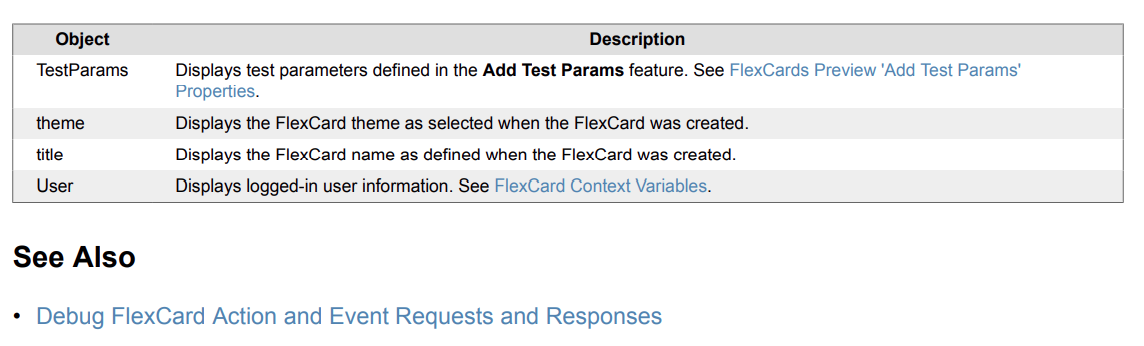 Object Description
TestParams Displays test parameters defined in the Add Test Params feature. See FlexCards Preview 'Add Test Params'
Properties.
theme Displays the FlexCard theme as selected when the FlexCard was created.
title Displays the FlexCard name as defined when the FlexCard was created.
User Displays logged-in user information. See FlexCard Context Variables.
See Also
• Debug FlexCard Action and Event Requests and Responses